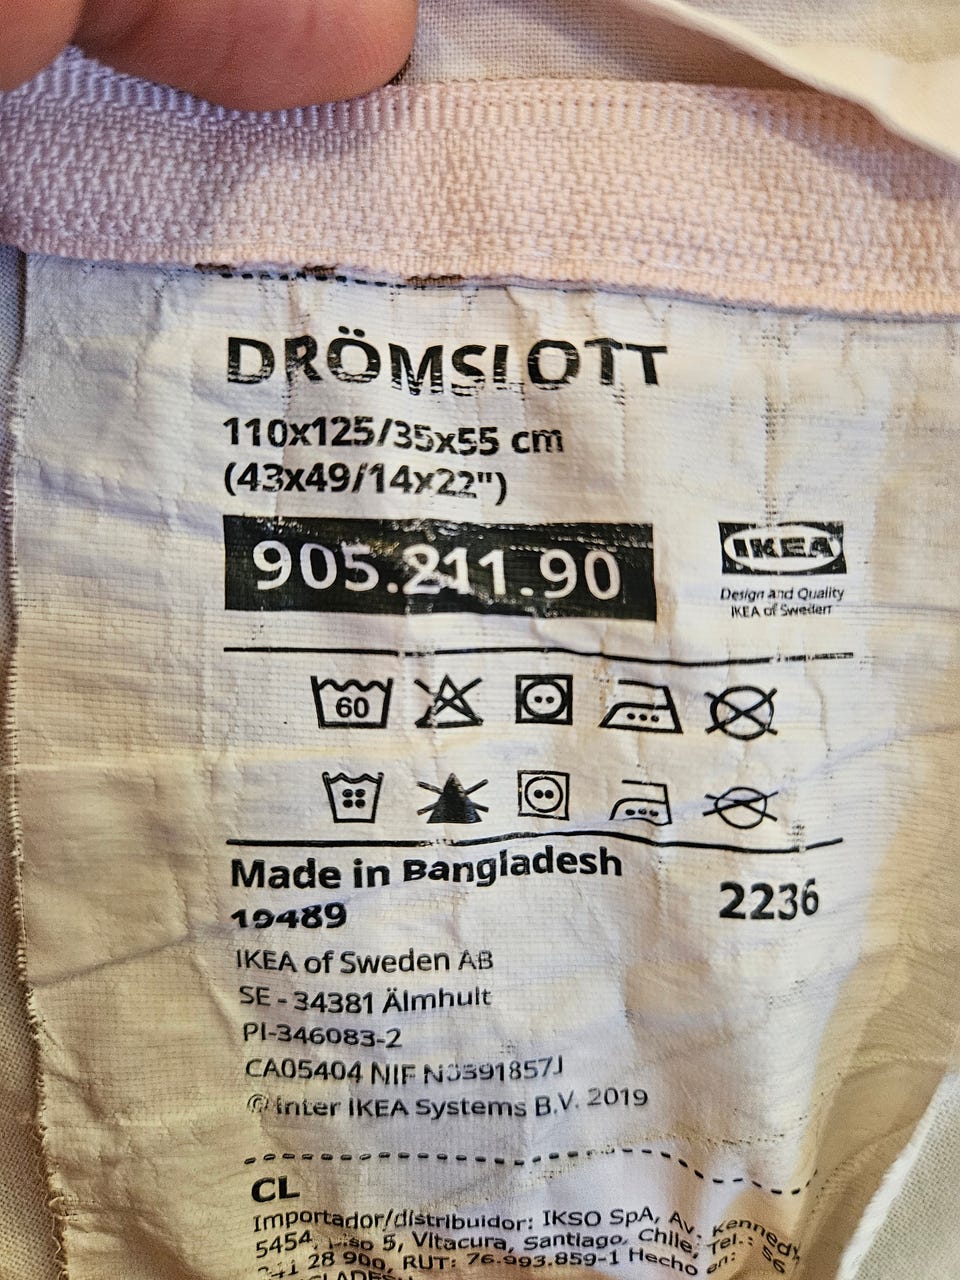 DRÖMSLOTT
110x125/35x55 cm
(43x49/14x22")
905.211.90
IKEA
Design and Quality
IKEA of Sweden
60
Made in Bangladesh
19489
2236
IKEA of Sweden AB
SE - 34381 Älmhult
PI-346083-2
CA05404 NIF N0391857J
© Inter IKEA Systems B.V. 2019
CL
Importador/distribuidor: IKSO SpA, Av. Kennedy
5454, Piso 5, Vitacura, Santiago, Chile, Tel.: 56
28 900, RUT: 76.993.859-1 Hecho en: